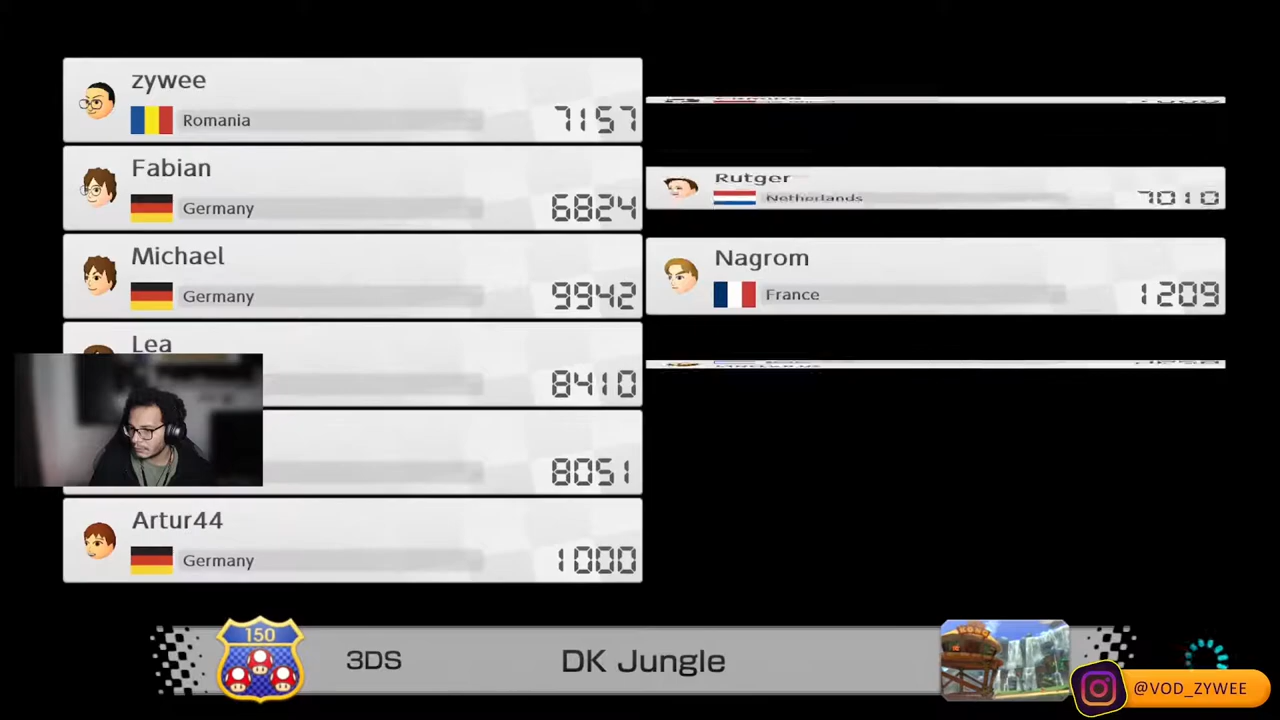 zywee
Romania
7157
Fabian
Germany
6824
Michael
Germany
9942
Lea
8410
8051
Artur44
Germany
1000
Rutger
Netherlands
7010
Nagrom
France
1209
150
3DS
DK Jungle
@VOD_ZYWEE